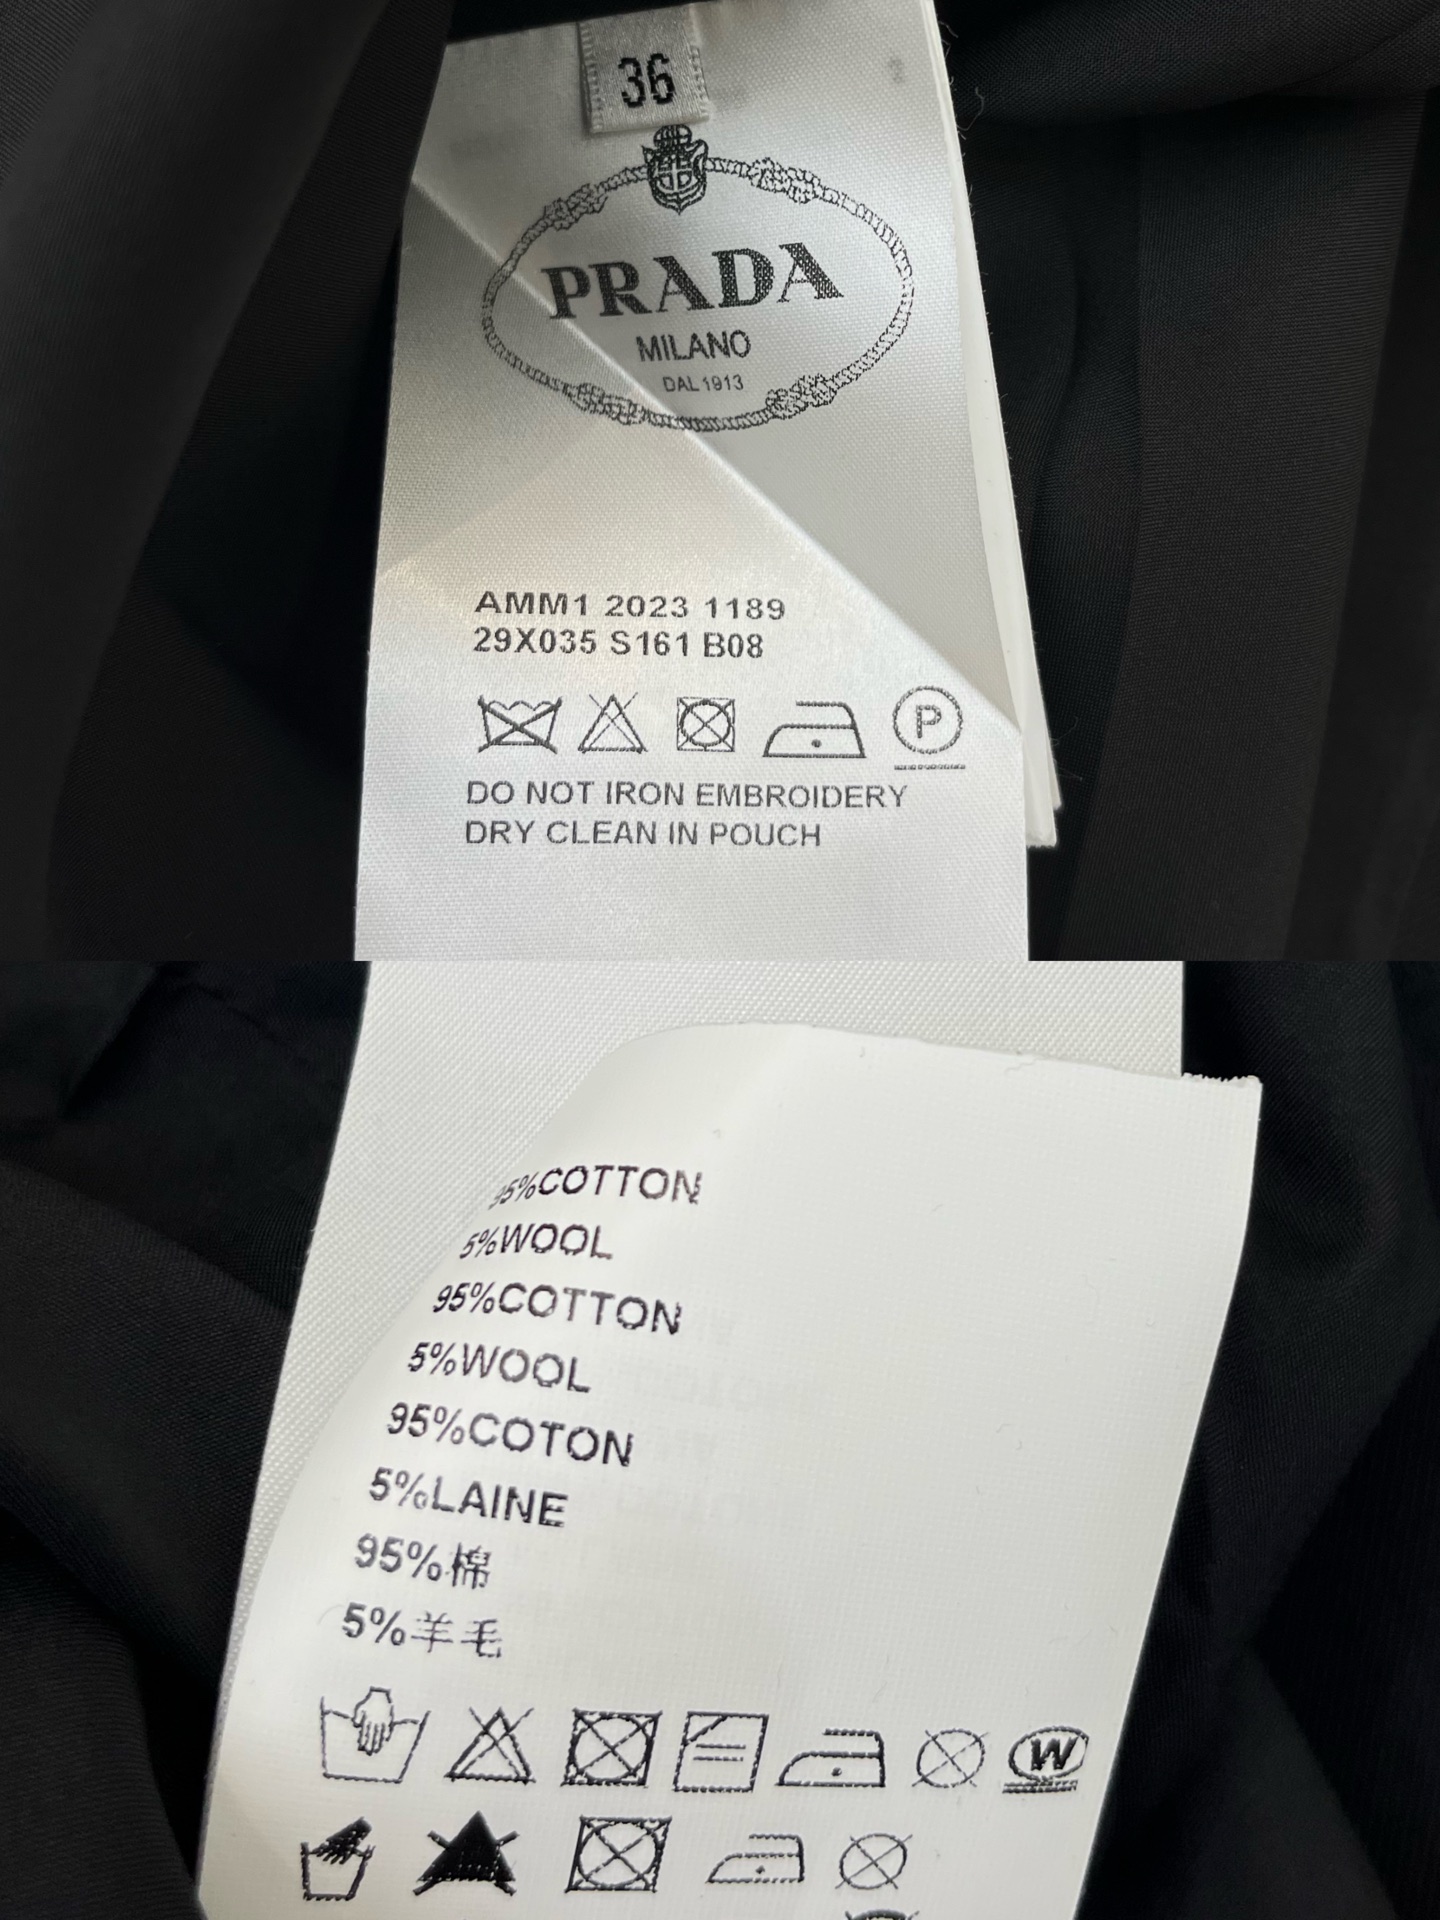 36
PRADA
MILANO
DAL 1913
AMM1 2023 1189
29X035 S161 B08
P
DO NOT IRON EMBROIDERY
DRY CLEAN IN POUCH
95%COTTON
5%WOOL
95%COTTON
5%WOOL
95%COTON
5%LAINE
95%棉
5%羊毛
W